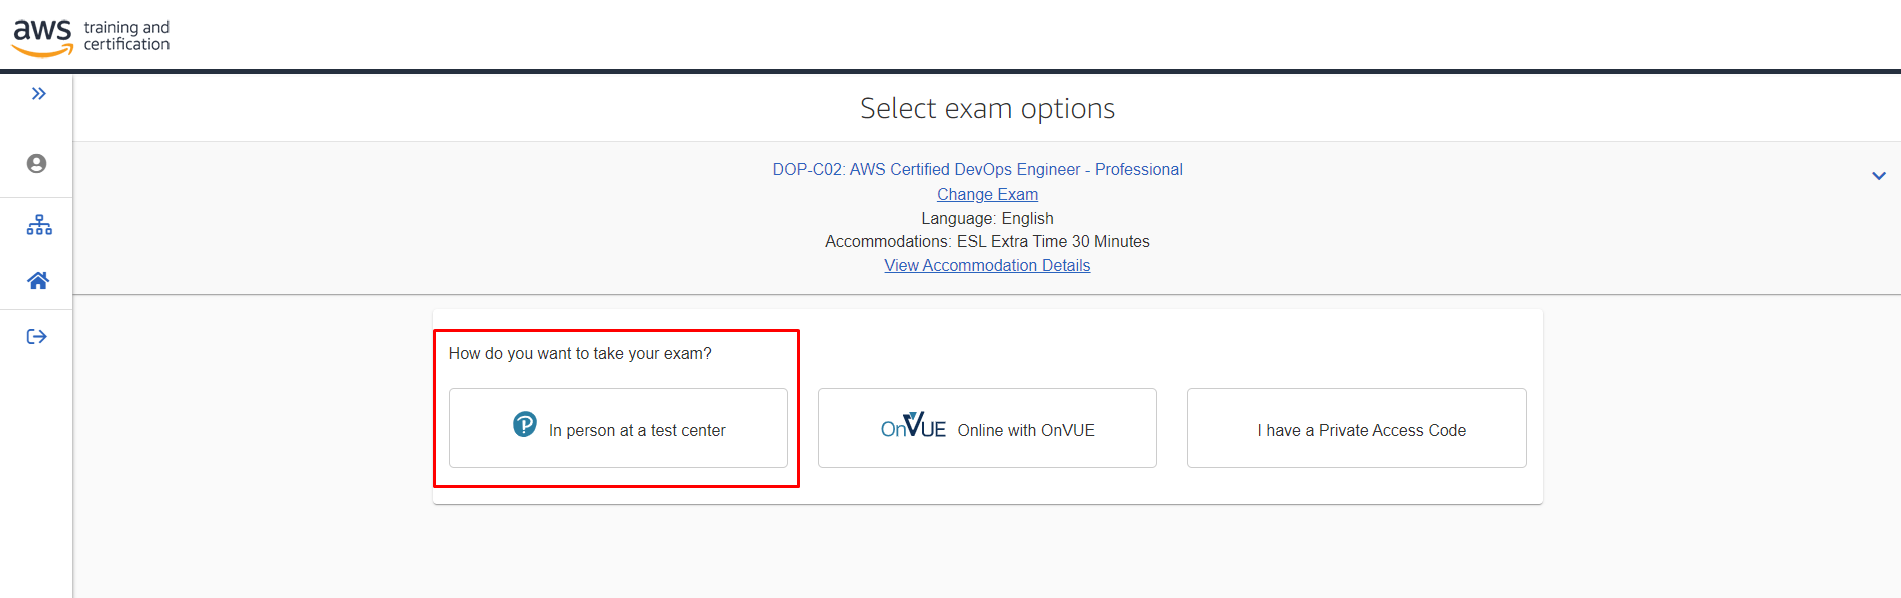 aws training and
certification
Select exam options
DOP-C02: AWS Certified DevOps Engineer - Professional
Change Exam
Language: English
Accommodations: ESL Extra Time 30 Minutes
View Accommodation Details
How do you want to take your exam?
P In person at a test center
OnVUE Online with OnVUE
I have a Private Access Code